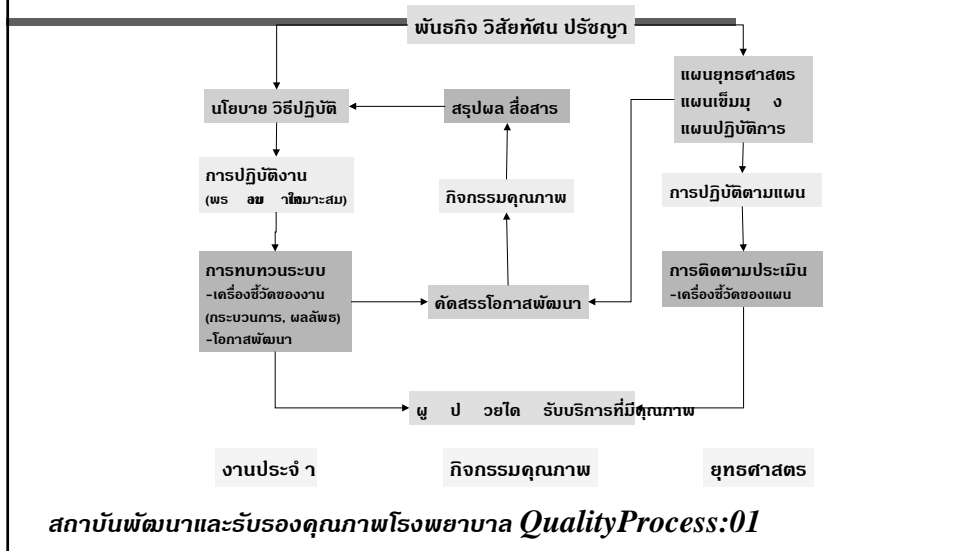 พันธกิจ วิสัยทัศน ปรัชญา
แผนยุทธศาสตร
แผนเข็มมุ ง
แผนปฏิบัติการ
นโยบาย วิธีปฏิบัติ
สรุปผล สื่อสาร
การปฏิบัติงาน
กิจกรรมคุณภาพ
การปฏิบัติตามแผน
การทบทวนระบบ
-เครื่องชี้วัดของงาน
(กระบวนการ, ผลลัพธ)
-โอกาสพัฒนา
คัดสรรโอกาสพัฒนา
การติดตามประเมิน
-เครื่องชี้วัดของแผน
ผู ป วยได รับบริการที่มีคุณภาพ
งานประจํ า
กิจกรรมคุณภาพ
ยุทธศาสตร
สถาบันพัฒนาและรับรองคุณภาพโรงพยาบาล QualityProcess:01